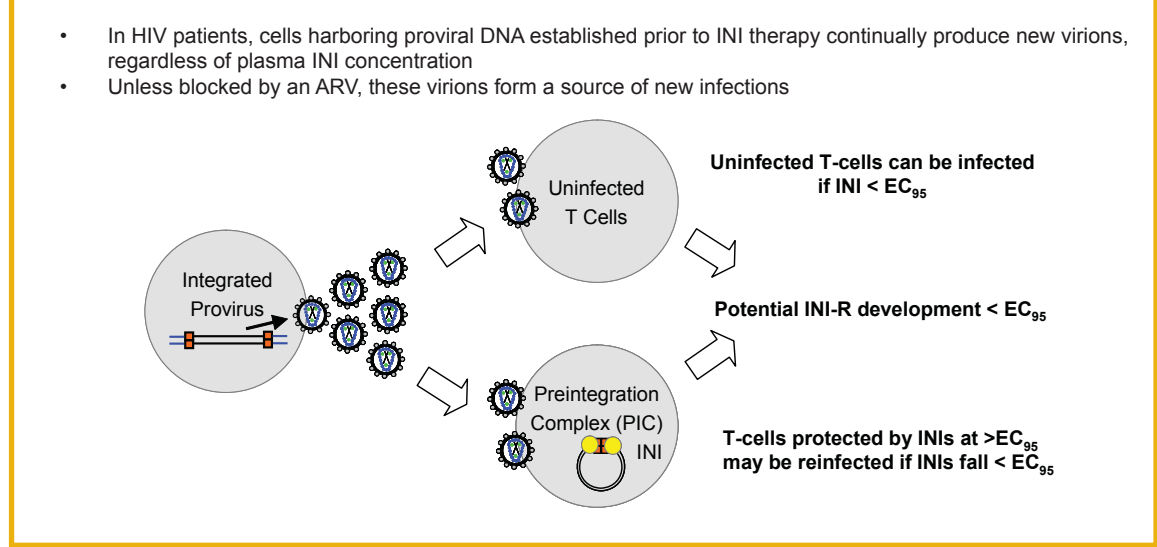 • In HIV patients, cells harboring proviral DNA established prior to INI therapy continually produce new virions,
regardless of plasma INI concentration
• Unless blocked by an ARV, these virions form a source of new infections
Uninfected
T Cells
Uninfected T-cells can be infected
if INI < EC95
Integrated
Provirus
Potential INI-R development < EC95
Preintegration
Complex (PIC)
INI
T-cells protected by INIs at >EC95
may be reinfected if INIs fall < EC95